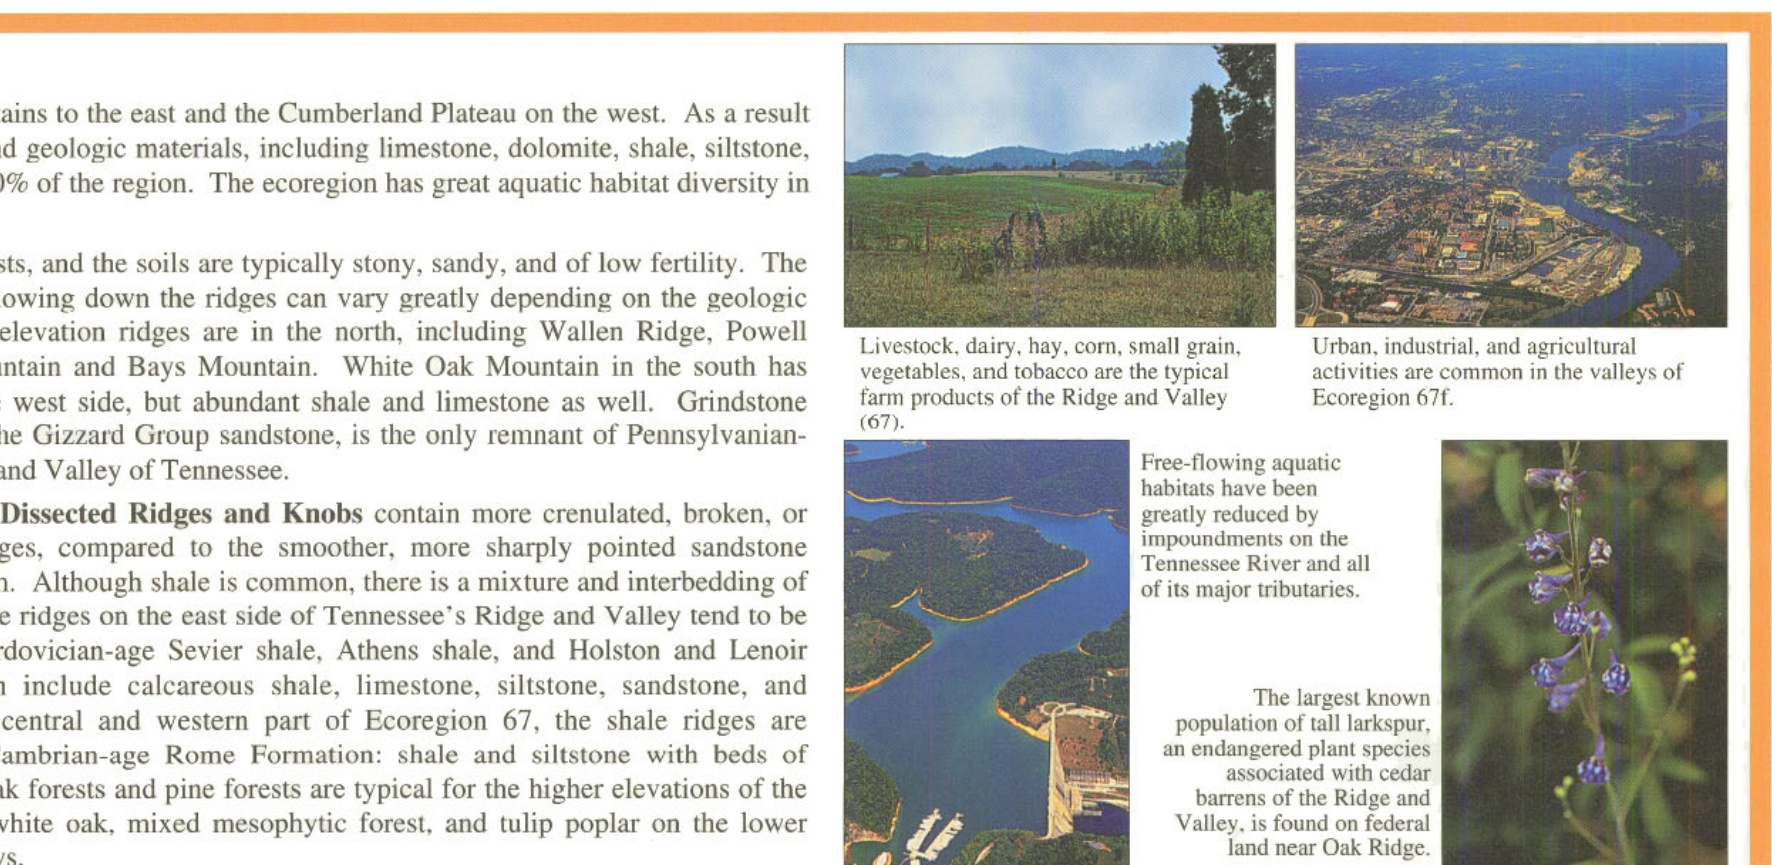 tains to the east and the Cumberland Plateau on the west. As a result
d geologic materials, including limestone, dolomite, shale, siltstone,
0% of the region. The ecoregion has great aquatic habitat diversity in
sts, and the soils are typically stony, sandy, and of low fertility. The
lowing down the ridges can vary greatly depending on the geologic
elevation ridges are in the north, including Wallen Ridge, Powell
untain and Bays Mountain. White Oak Mountain in the south has
west side, but abundant shale and limestone as well. Grindstone
he Gizzard Group sandstone, is the only remnant of Pennsylvanian-
and Valley of Tennessee.
Dissected Ridges and Knobs contain more crenulated, broken, or
ges, compared to the smoother, more sharply pointed sandstone
n. Although shale is common, there is a mixture and interbedding of
e ridges on the east side of Tennessee's Ridge and Valley tend to be
rdovician-age Sevier shale, Athens shale, and Holston and Lenoir
n include calcareous shale, limestone, siltstone, sandstone, and
central and western part of Ecoregion 67, the shale ridges are
ambrian-age Rome Formation: shale and siltstone with beds of
ak forests and pine forests are typical for the higher elevations of the
white oak, mixed mesophytic forest, and tulip poplar on the lower
ys.
Livestock, dairy, hay, corn, small grain,
vegetables, and tobacco are the typical
farm products of the Ridge and Valley
(67).
Urban, industrial, and agricultural
activities are common in the valleys of
Ecoregion 67f.
Free-flowing aquatic
habitats have been
greatly reduced by
impoundments on the
Tennessee River and all
of its major tributaries.
The largest known
population of tall larkspur,
an endangered plant species
associated with cedar
barrens of the Ridge and
Valley, is found on federal
land near Oak Ridge.